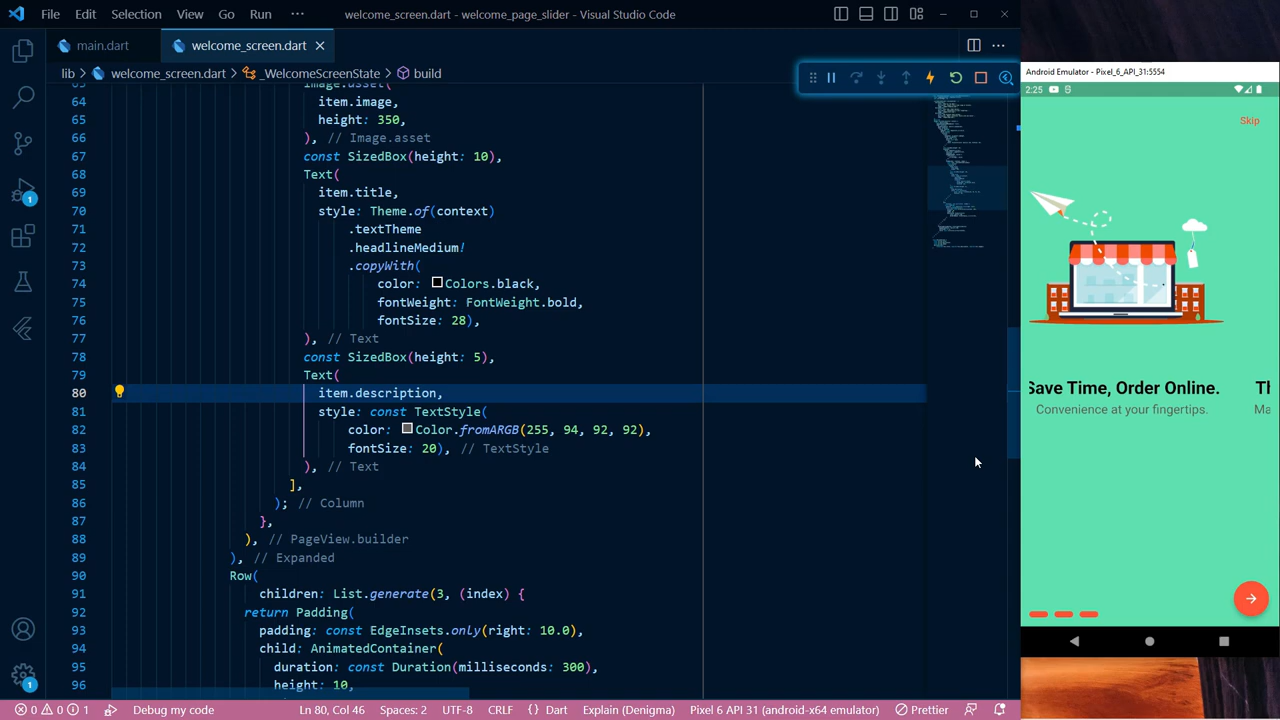 File Edit Selection View Go Run ··· welcome_screen.dart - welcome_page_slider - Visual Studio Code
main.dart welcome_screen.dart
lib > welcome_screen.dart > _WelcomeScreenState > build
64 item.image,
65 height: 350,
66 ), // Image.asset
67 const SizedBox(height: 10),
68 Text(
69 item.title,
70 style: Theme.of(context)
71 .textTheme
72 .headlineMedium!
73 .copyWith(
74 color: Colors.black,
75 fontWeight: FontWeight.bold,
76 fontSize: 28),
77 ), // Text
78 const SizedBox(height: 5),
79 Text(
80 item.description,
81 style: const TextStyle(
82 color: Color.fromARGB(255, 94, 92, 92),
83 fontSize: 20), // TextStyle
84 ), // Text
85 ],
86 ); // Column
87 },
88 ), // PageView.builder
89 ), // Expanded
90 Row(
91 children: List.generate(3, (index) {
92 return Padding(
93 padding: const EdgeInsets.only(right: 10.0),
94 child: AnimatedContainer(
95 duration: const Duration(milliseconds: 300),
96 height: 10,
1
1
0 0 1 Debug my code Ln 80, Col 46 Spaces: 2 UTF-8 CRLF {} Dart Explain (Denigma) Pixel 6 API 31 (android-x64 emulator) Prettier
Android Emulator - Pixel_6_API_31:5554
2:25
Skip
Save Time, Order Online. Th
Convenience at your fingertips. Ma